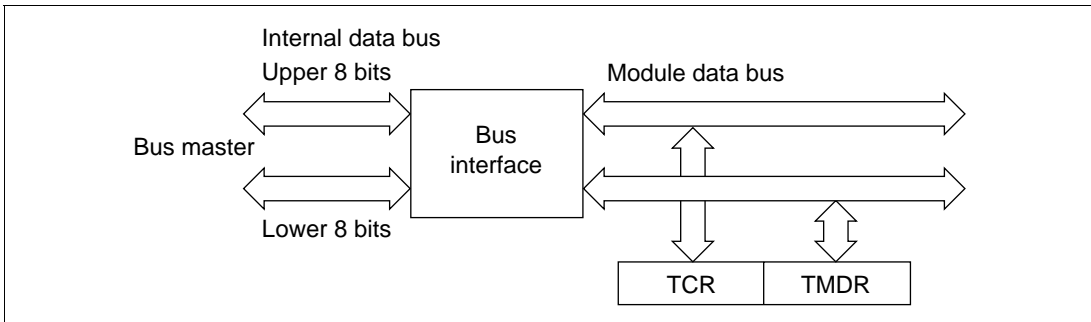 Internal data bus
Upper 8 bits
Module data bus
Bus master
Bus
interface
Lower 8 bits
TCR
TMDR